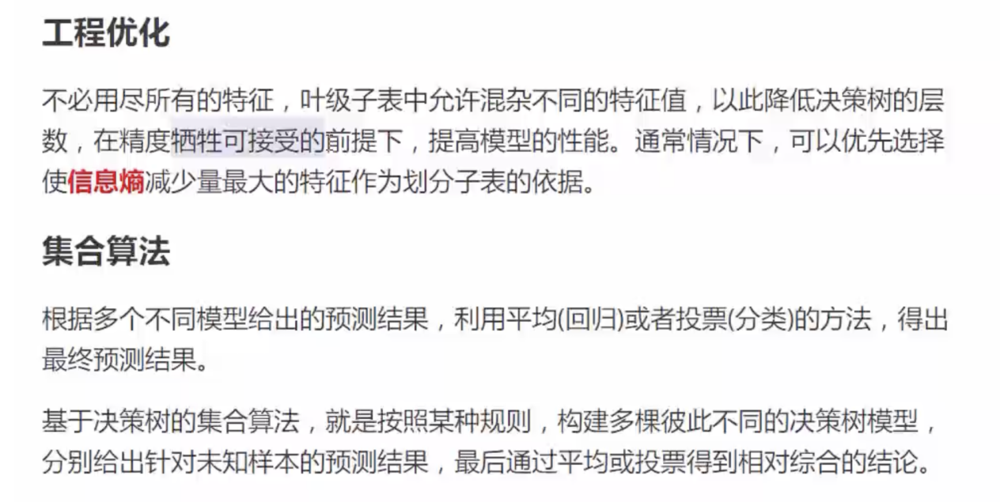 工程优化
不必用尽所有的特征，叶级子表中允许混杂不同的特征值，以此降低决策树的层
数，在精度牺牲可接受的前提下，提高模型的性能。通常情况下，可以优先选择
使信息熵减少量最大的特征作为划分子表的依据。
集合算法
根据多个不同模型给出的预测结果，利用平均(回归)或者投票(分类)的方法，得出
最终预测结果。
基于决策树的集合算法，就是按照某种规则，构建多棵彼此不同的决策树模型，
分别给出针对未知样本的预测结果，最后通过平均或投票得到相对综合的结论。